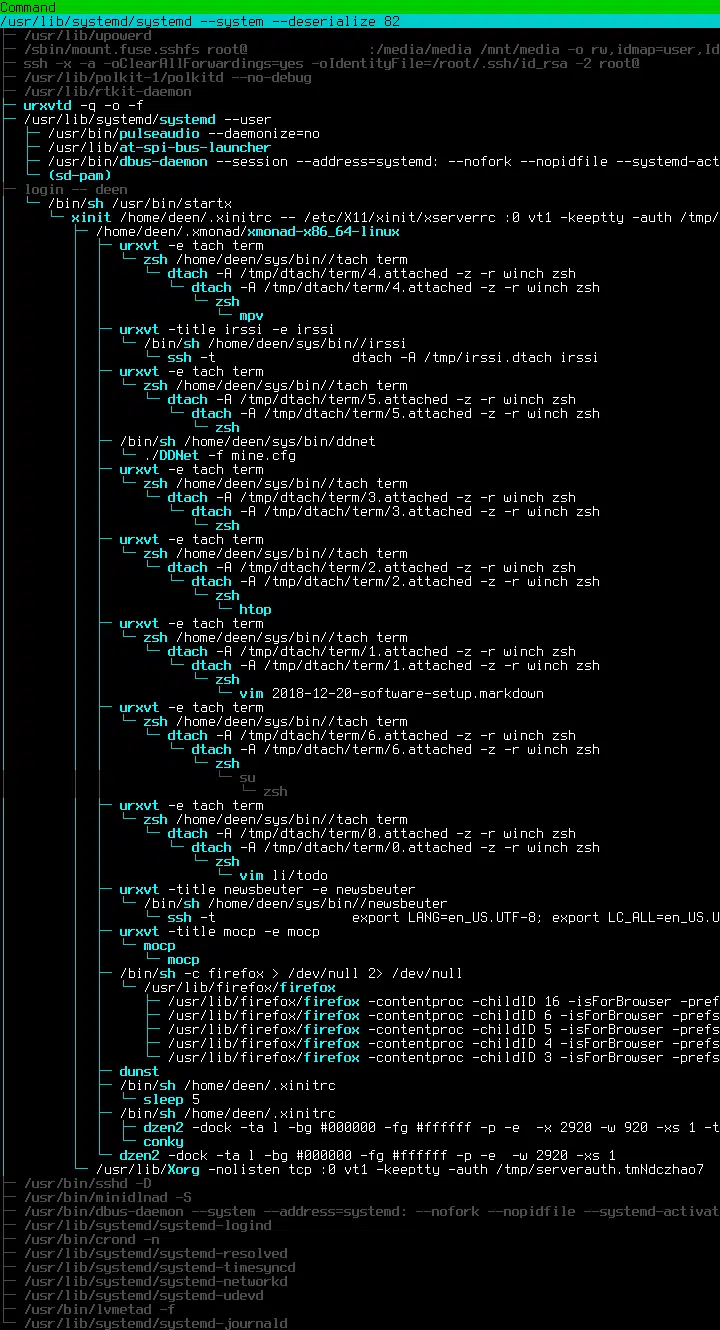 Command
/usr/lib/systemd/systemd --system --deserialize 82
/usr/lib/upowerd
/sbin/mount.fuse.sshfs root@ :/media/media /mnt/media -o rw,idmap=user,Id
ssh -x -a -oClearAllForwardings=yes -oIdentityFile=/root/.ssh/id_rsa -2 root@
/usr/lib/polkit-1/polkitd --no-debug
/usr/lib/rtkit-daemon
urxvtd -q -o -f
/usr/lib/systemd/systemd --user
/usr/bin/pulseaudio --daemonize=no
/usr/lib/at-spi-bus-launcher
/usr/bin/dbus-daemon --session --address=systemd: --nofork --nopidfile --systemd-act
(sd-pam)
login -- deen
/bin/sh /usr/bin/startx
xinit /home/deen/.xinitrc -- /etc/X11/xinit/xserverrc :0 vt1 -keeptty -auth /tmp/
/home/deen/.xmonad/xmonad-x86_64-linux
urxvt -e tach term
zsh /home/deen/sys/bin//tach term
dtach -A /tmp/dtach/term/4.attached -z -r winch zsh
dtach -A /tmp/dtach/term/4.attached -z -r winch zsh
zsh
mpv
urxvt -title irssi -e irssi
/bin/sh /home/deen/sys/bin//irssi
ssh -t dtach -A /tmp/irssi.dtach irssi
urxvt -e tach term
zsh /home/deen/sys/bin//tach term
dtach -A /tmp/dtach/term/5.attached -z -r winch zsh
dtach -A /tmp/dtach/term/5.attached -z -r winch zsh
zsh
/bin/sh /home/deen/sys/bin/ddnet
./DDNet -f mine.cfg
urxvt -e tach term
zsh /home/deen/sys/bin//tach term
dtach -A /tmp/dtach/term/3.attached -z -r winch zsh
dtach -A /tmp/dtach/term/3.attached -z -r winch zsh
zsh
urxvt -e tach term
zsh /home/deen/sys/bin//tach term
dtach -A /tmp/dtach/term/2.attached -z -r winch zsh
dtach -A /tmp/dtach/term/2.attached -z -r winch zsh
zsh
htop
urxvt -e tach term
zsh /home/deen/sys/bin//tach term
dtach -A /tmp/dtach/term/1.attached -z -r winch zsh
dtach -A /tmp/dtach/term/1.attached -z -r winch zsh
zsh
vim 2018-12-20-software-setup.markdown
urxvt -e tach term
zsh /home/deen/sys/bin//tach term
dtach -A /tmp/dtach/term/6.attached -z -r winch zsh
dtach -A /tmp/dtach/term/6.attached -z -r winch zsh
zsh
su
zsh
urxvt -e tach term
zsh /home/deen/sys/bin//tach term
dtach -A /tmp/dtach/term/0.attached -z -r winch zsh
dtach -A /tmp/dtach/term/0.attached -z -r winch zsh
zsh
vim li/todo
urxvt -title newsbeuter -e newsbeuter
/bin/sh /home/deen/sys/bin//newsbeuter
ssh -t export LANG=en_US.UTF-8; export LC_ALL=en_US.U
urxvt -title mocp -e mocp
mocp
mocp
/bin/sh -c firefox > /dev/null 2> /dev/null
/usr/lib/firefox/firefox
/usr/lib/firefox/firefox -contentproc -childID 16 -isForBrowser -pref
/usr/lib/firefox/firefox -contentproc -childID 6 -isForBrowser -prefs
/usr/lib/firefox/firefox -contentproc -childID 5 -isForBrowser -prefs
/usr/lib/firefox/firefox -contentproc -childID 4 -isForBrowser -prefs
/usr/lib/firefox/firefox -contentproc -childID 3 -isForBrowser -prefs
dunst
/bin/sh /home/deen/.xinitrc
sleep 5
/bin/sh /home/deen/.xinitrc
dzen2 -dock -ta l -bg #000000 -fg #ffffff -p -e -x 2920 -w 920 -xs 1 -t
conky
dzen2 -dock -ta l -bg #000000 -fg #ffffff -p -e -w 2920 -xs 1
/usr/lib/Xorg -nolisten tcp :0 vt1 -keeptty -auth /tmp/serverauth.tmNdczhao7
/usr/bin/sshd -D
/usr/bin/minidlnad -S
/usr/bin/dbus-daemon --system --address=systemd: --nofork --nopidfile --systemd-activat
/usr/lib/systemd/systemd-logind
/usr/bin/crond -n
/usr/lib/systemd/systemd-resolved
/usr/lib/systemd/systemd-timesyncd
/usr/lib/systemd/systemd-networkd
/usr/lib/systemd/systemd-udevd
/usr/bin/lvmetad -f
/usr/lib/systemd/systemd-journald